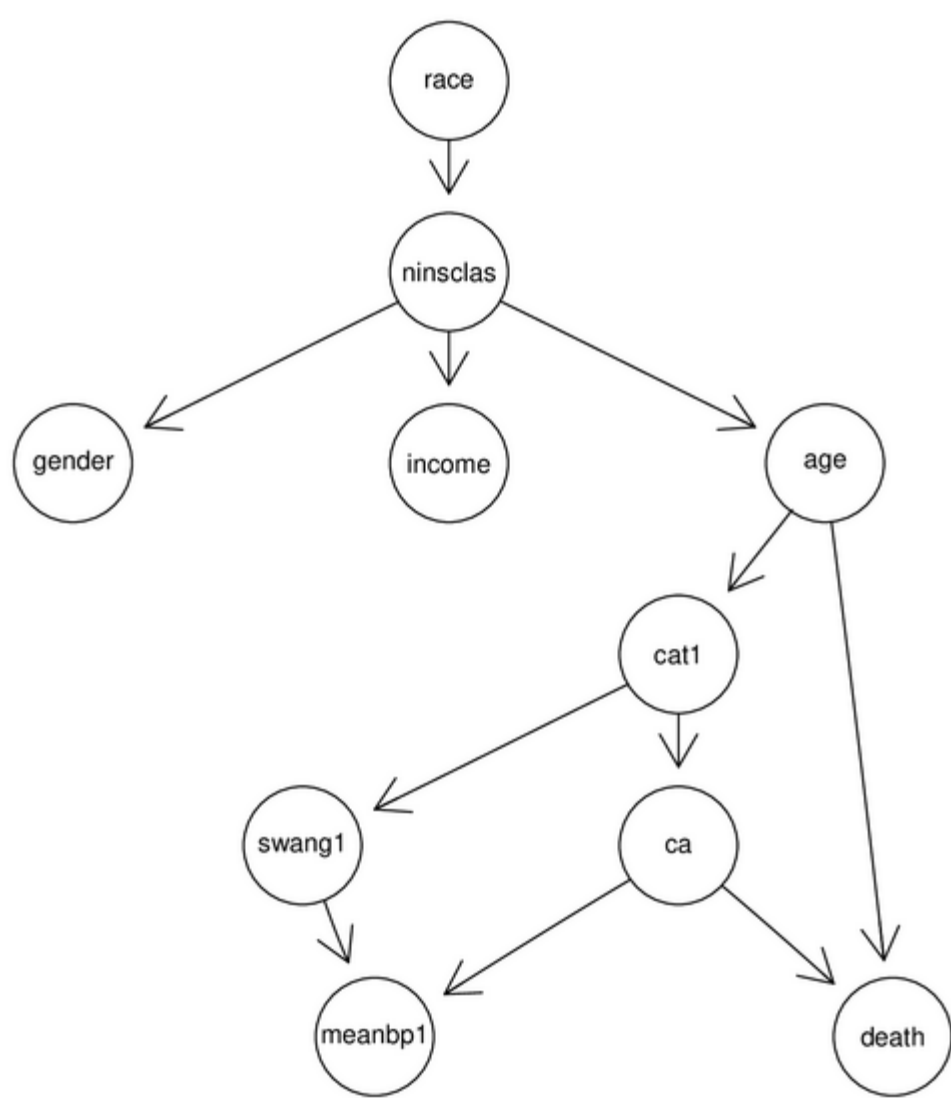 race
ninsclas
gender
income
age
cat1
swang1
ca
meanbp1
death